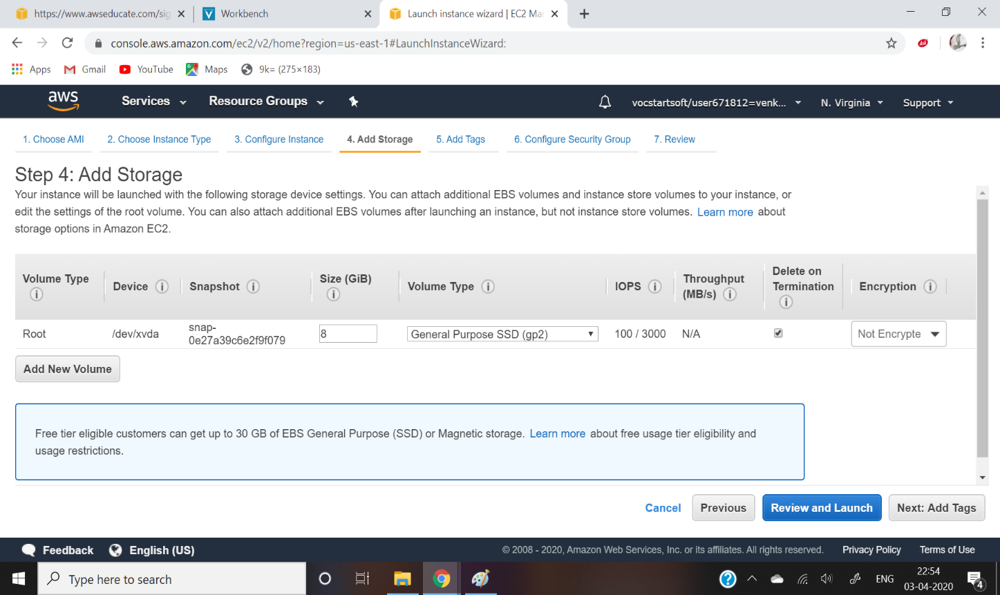 https://www.awseducate.com/sig
Workbench
Launch instance wizard | EC2 Man
console.aws.amazon.com/ec2/v2/home?region=us-east-1#LaunchInstanceWizard:
Ask
Apps
Gmail
YouTube
Maps
9k= (275×183)
aws
Services
Resource Groups
vocstartsoft/user671812=venk...
N. Virginia
Support
1. Choose AMI
2. Choose Instance Type
3. Configure Instance
4. Add Storage
5. Add Tags
6. Configure Security Group
7. Review
Step 4: Add Storage
Your instance will be launched with the following storage device settings. You can attach additional EBS volumes and instance store volumes to your instance, or
edit the settings of the root volume. You can also attach additional EBS volumes after launching an instance, but not instance store volumes. Learn more about
storage options in Amazon EC2.
Volume Type
Device
Snapshot
Size (GiB)
Volume Type
IOPS
Throughput
(MB/s)
Delete on
Termination
Encryption
Root
/dev/xvda
snap-
0e27a39c6e2f9f079
8
General Purpose SSD (gp2)
100 / 3000
N/A
Not Encrypte
Add New Volume
Free tier eligible customers can get up to 30 GB of EBS General Purpose (SSD) or Magnetic storage. Learn more about free usage tier eligibility and
usage restrictions.
Cancel
Previous
Review and Launch
Next: Add Tags
Feedback
English (US)
© 2008 - 2020, Amazon Web Services, Inc. or its affiliates. All rights reserved.
Privacy Policy
Terms of Use
Type here to search
ENG
22:54
03-04-2020
4